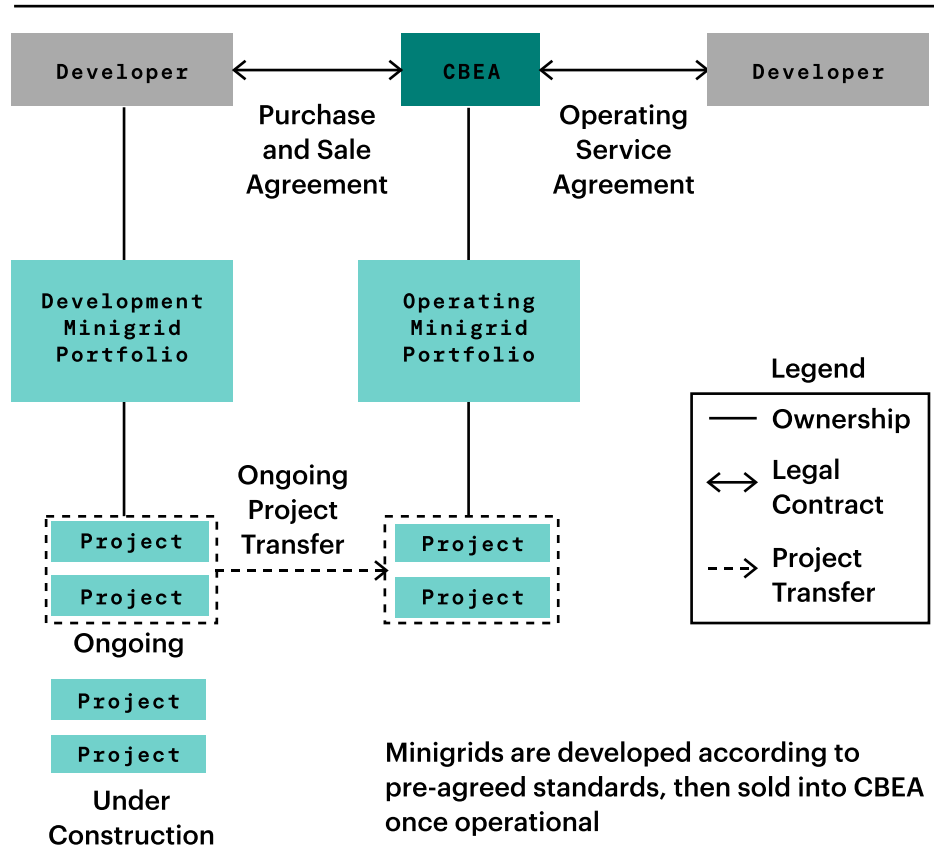 Developer
CBEA
Developer
Purchase
and Sale
Agreement
Operating
Service
Agreement
Development
Minigrid
Portfolio
Operating
Minigrid
Portfolio
Legend
Ownership
Legal
Contract
Project
Transfer
Ongoing
Project
Transfer
Project
Project
Ongoing
Project
Project
Project
Project
Under
Construction
Minigrids are developed according to
pre-agreed standards, then sold into CBEA
once operational